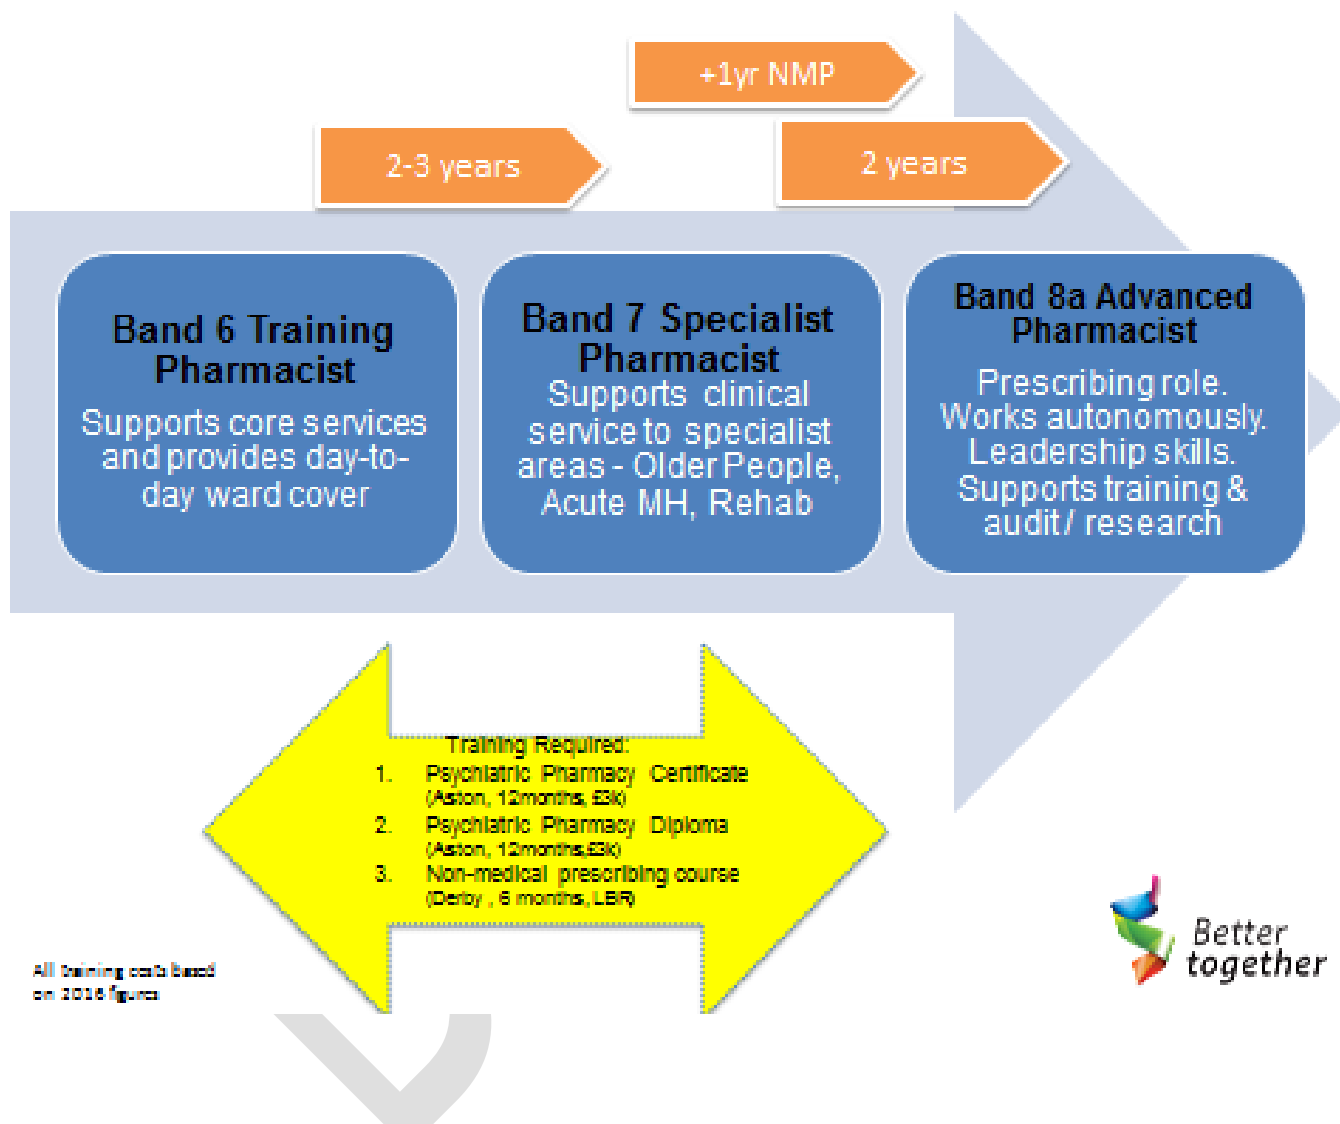 +1yr NMP
2-3 years
2 years
Band 6 Training
Pharmacist
Supports core services
and provides day-to-
day ward cover
Band 7 Specialist
Pharmacist
Supports clinical
service to specialist
areas - Older People,
Acute MH, Rehab
Band 8a Advanced
Pharmacist
Prescribing role.
Works autonomously.
Leadership skills.
Supports training &
audit / research
Training Required:
1. Psychiatric Pharmacy Certificate
(Aston, 12months, £3k)
2. Psychiatric Pharmacy Diploma
(Aston, 12months,£3k)
3. Non-medical prescribing course
(Derby , 6 months, LBR)
All training costs based
on 2016 figures
Better
together